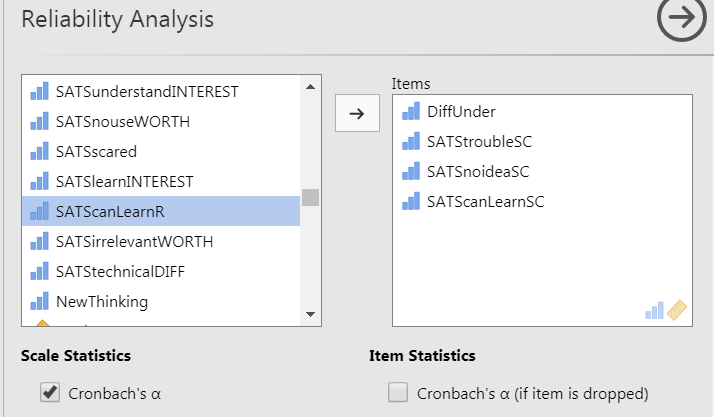 Reliability Analysis
Items
SATSunderstandINTEREST
SATSnouseWORTH
SATSscared
SATSlearnINTEREST
SATScanLearnR
SATSirrelevantWORTH
SATStechnicalDIFF
NewThinking
DiffUnder
SATStroubleSC
SATSnoideaSC
SATScanLearnSC
Scale Statistics
Cronbach's α
Item Statistics
Cronbach's α (if item is dropped)